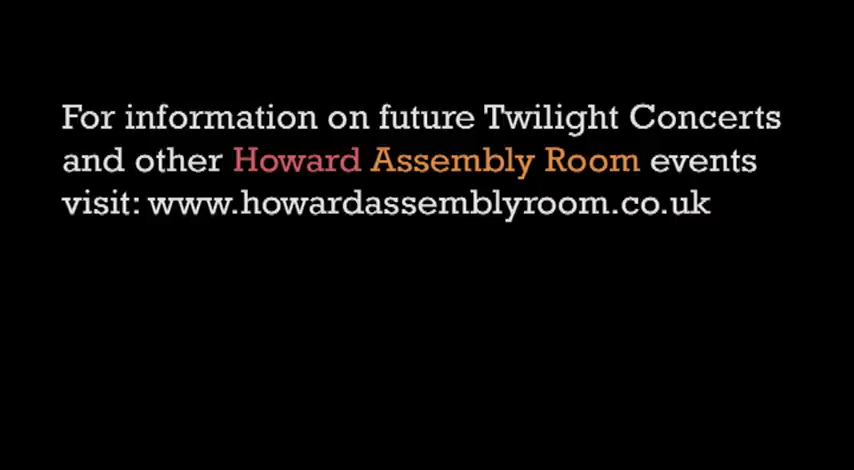 For information on future Twilight Concerts
and other Howard Assembly Room events
visit: www.howardassemblyroom.co.uk